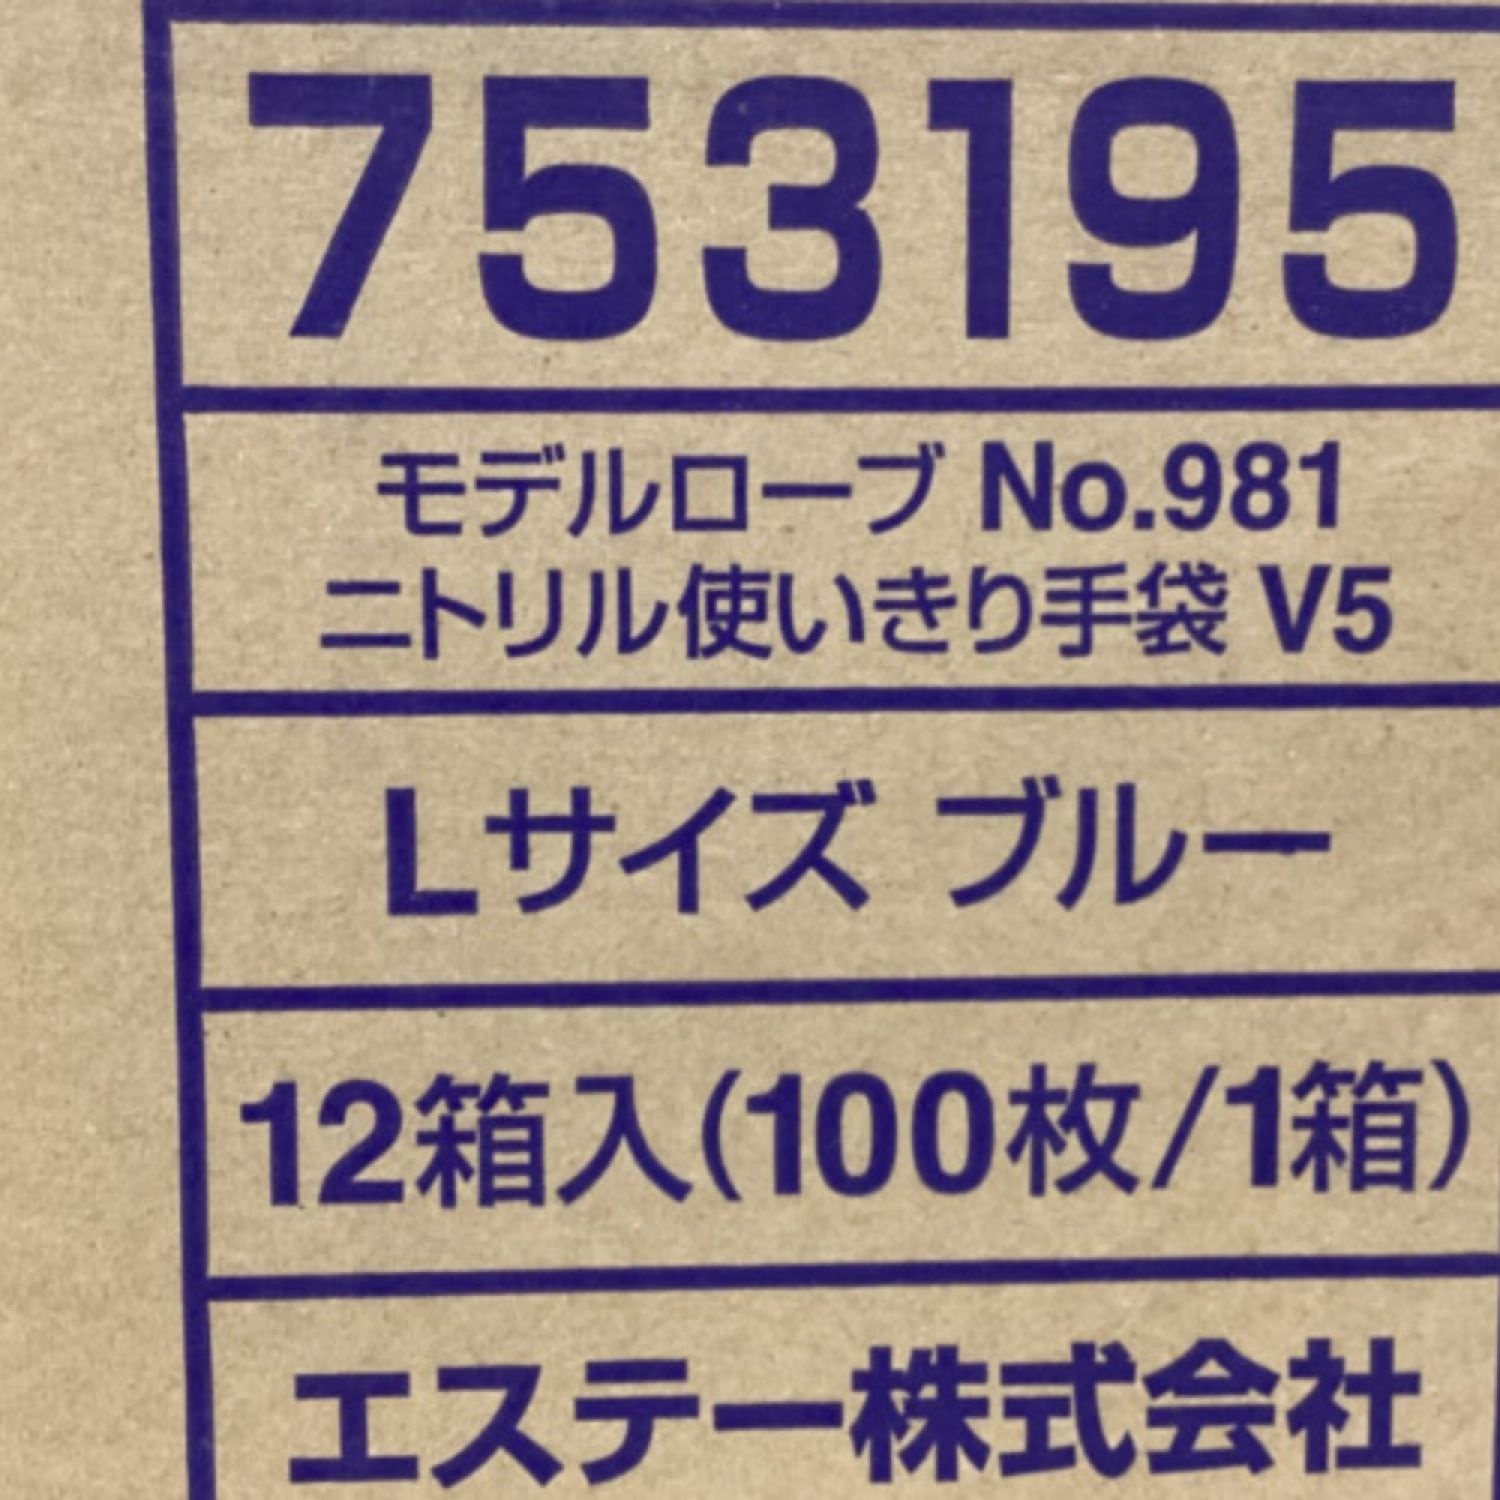 753195
モデルローブ No.981
ニトリル使いきり手袋 V5
Lサイズ ブルー
12箱入(100枚/1箱)
エステー株式会社